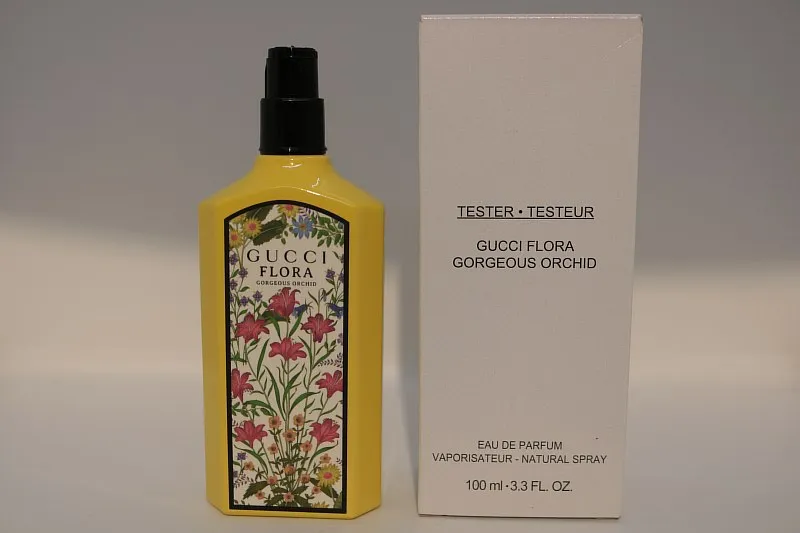 GUCCI
FLORA
GORGEOUS ORCHID
TESTER • TESTEUR
GUCCI FLORA
GORGEOUS ORCHID
EAU DE PARFUM
VAPORISATEUR - NATURAL SPRAY
100 ml • 3.3 FL. OZ.